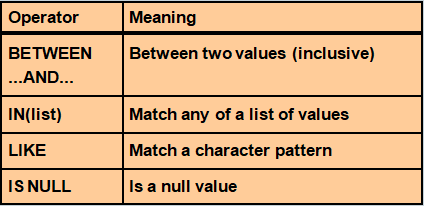 Operator Meaning
BETWEEN Between two values (inclusive)
...AND...
IN(list) Match any of a list of values
LIKE Match a character pattern
IS NULL Is a null value